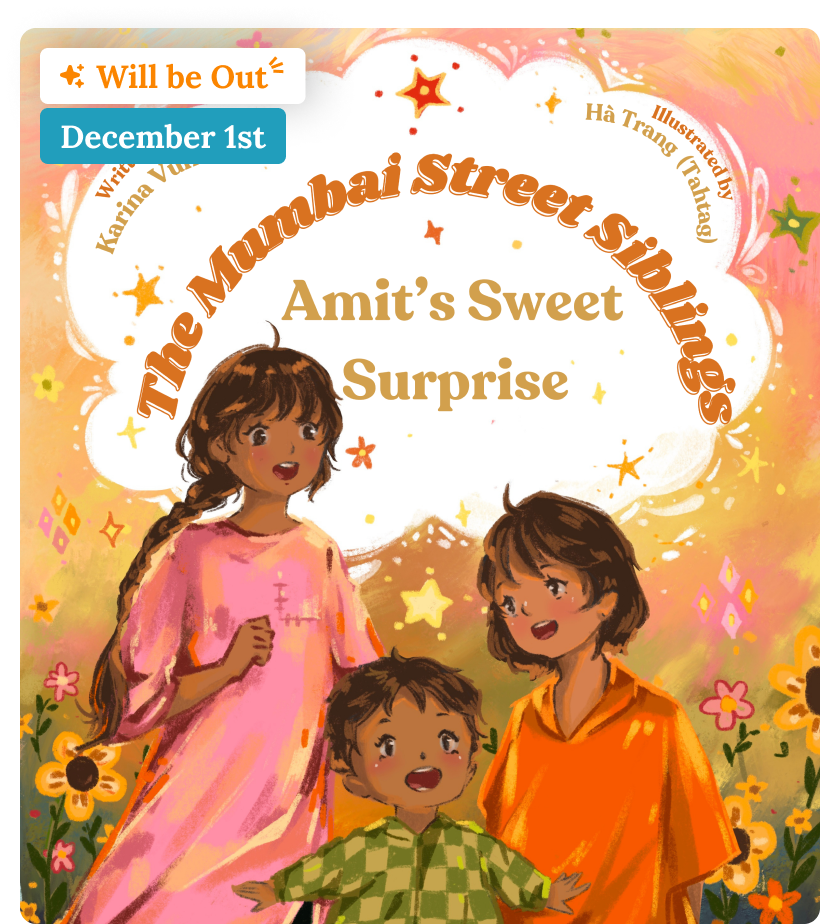 Will be Out
December 1st
Karina
Illustrated by
Hà Trang (Tahtag)
The Mumbai Street Siblings
Amit’s Sweet
Surprise